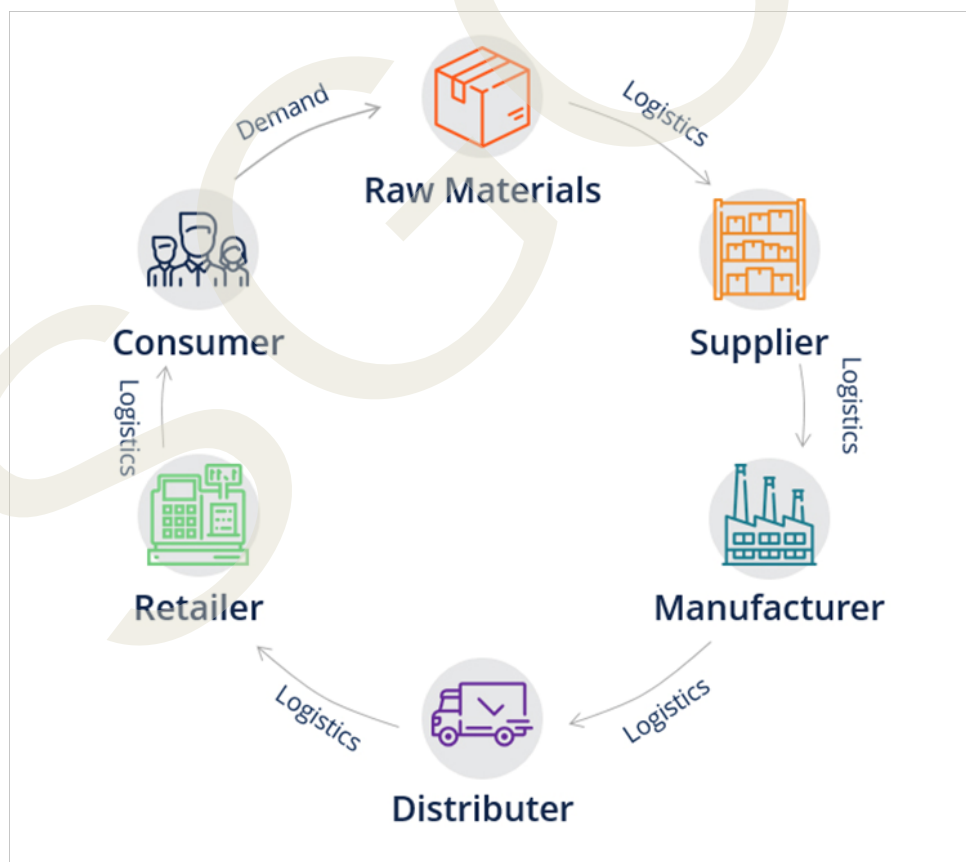 Demand
Logistics
Raw Materials
Consumer
Supplier
Logistics
Logistics
Retailer
Manufacturer
Logistics
Logistics
Distributer